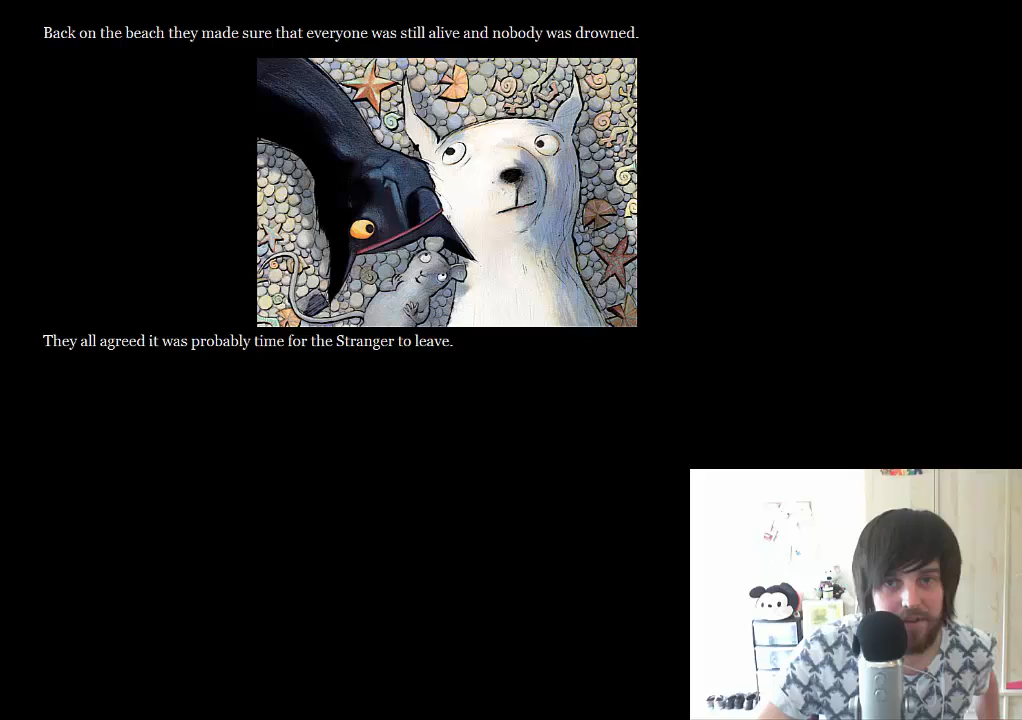 Back on the beach they made sure that everyone was still alive and nobody was drowned.
They all agreed it was probably time for the Stranger to leave.